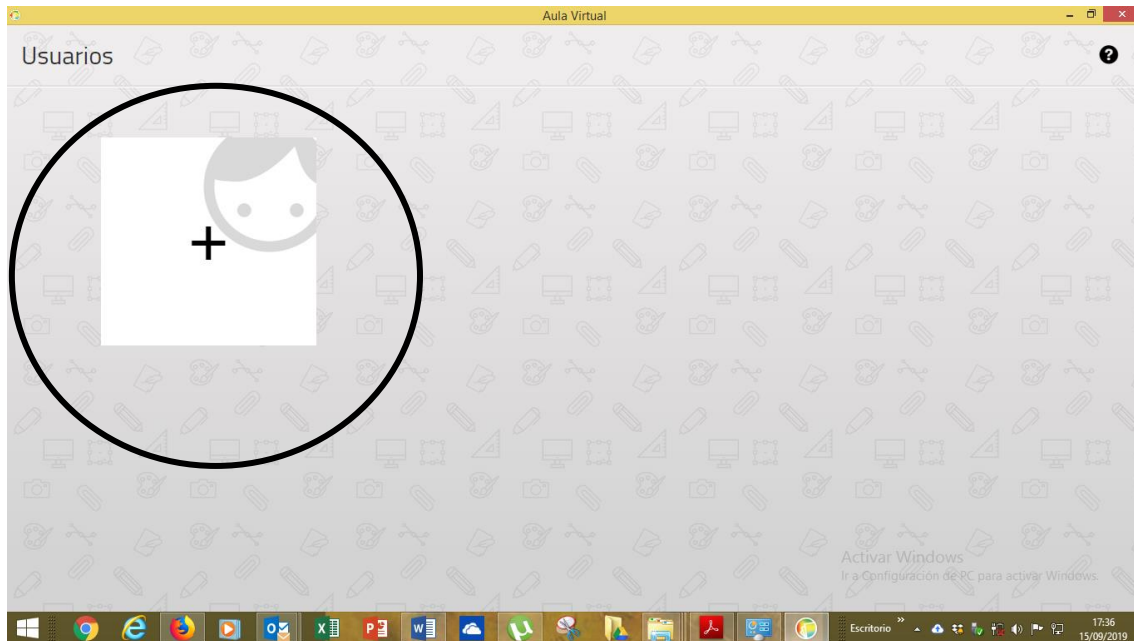 Aula Virtual
Usuarios
?
+
Activar Windows
Ir a Configuración de PC para activar Windows.
Escritorio
17:36
15/09/2019